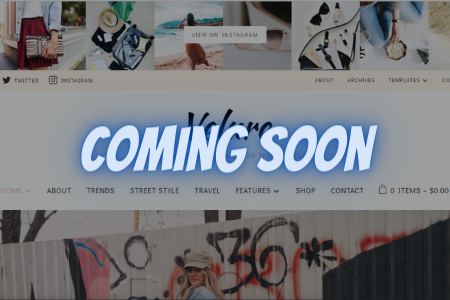 VIEW ON INSTAGRAM
TWITTER INSTAGRAM ABOUT ARCHIVES TEMPLATES CO
COMING SOON
HOME ABOUT TRENDS STREET STYLE TRAVEL FEATURES SHOP CONTACT 0 ITEMS - $0.00